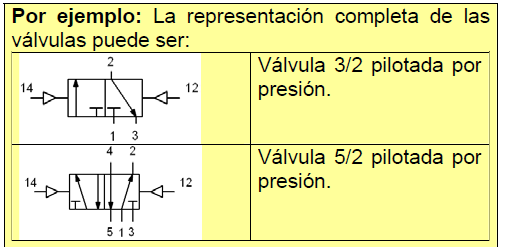 Por ejemplo: La representación completa de las
válvulas puede ser:
2
14
12
1 3
Válvula 3/2 pilotada por
presión.
4 2
14
12
5 1 3
Válvula 5/2 pilotada por
presión.